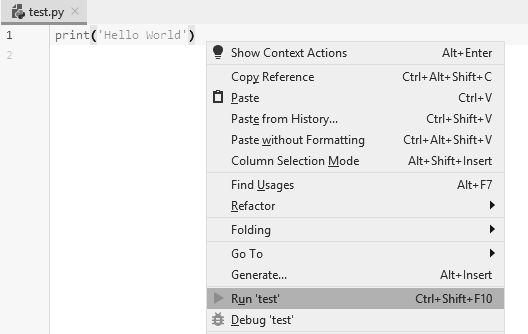 test.py
1 print('Hello World')
2
Show Context Actions Alt+Enter
Copy Reference Ctrl+Alt+Shift+C
Paste Ctrl+V
Paste from History... Ctrl+Shift+V
Paste without Formatting Ctrl+Alt+Shift+V
Column Selection Mode Alt+Shift+Insert
Find Usages Alt+F7
Refactor
Folding
Go To
Generate... Alt+Insert
Run 'test' Ctrl+Shift+F10
Debug 'test'